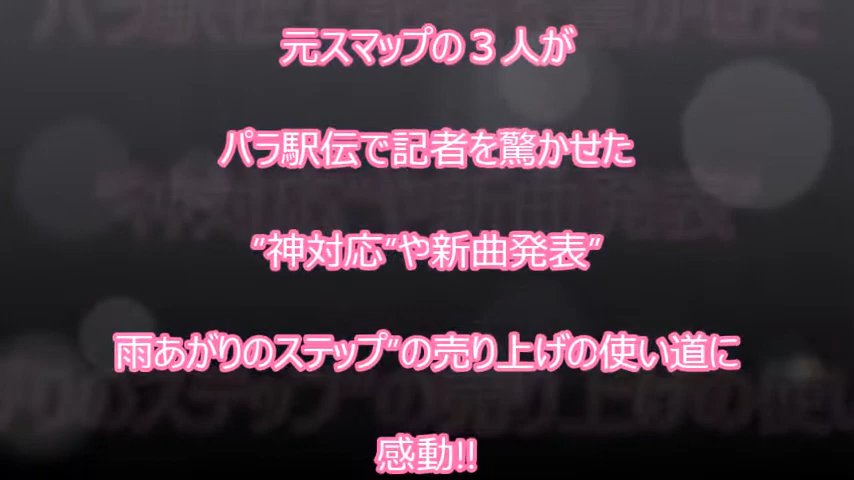 元スマップの３人が
パラ駅伝で記者を驚かせた
”神対応”や新曲発表”
雨あがりのステップ”の売り上げの使い道に
感動!!